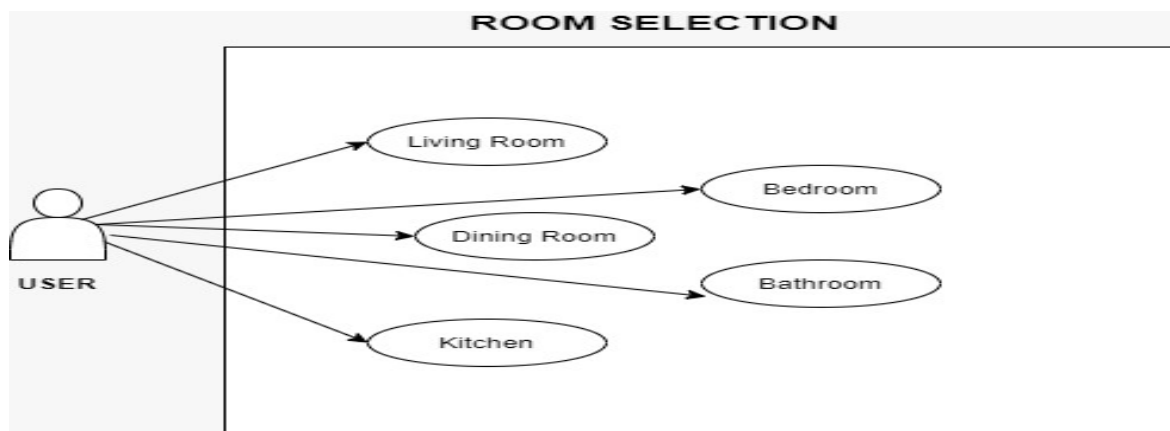 ROOM SELECTION
Living Room
Bedroom
Dining Room
USER
Bathroom
Kitchen